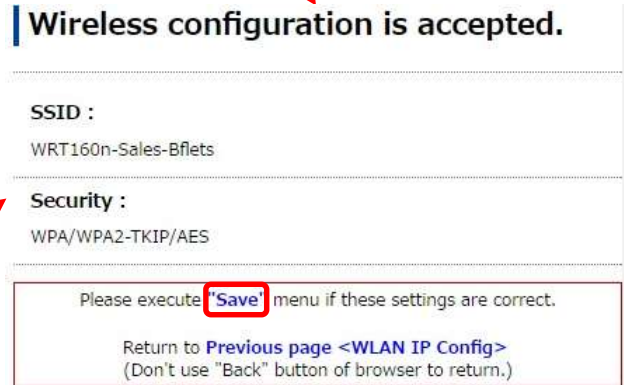 Wireless configuration is accepted.
SSID :
WRT160n-Sales-Bflets
Security :
WPA/WPA2-TKIP/AES
Please execute "Save" menu if these settings are correct.
Return to Previous page <WLAN IP Config>
(Don't use "Back" button of browser to return.)